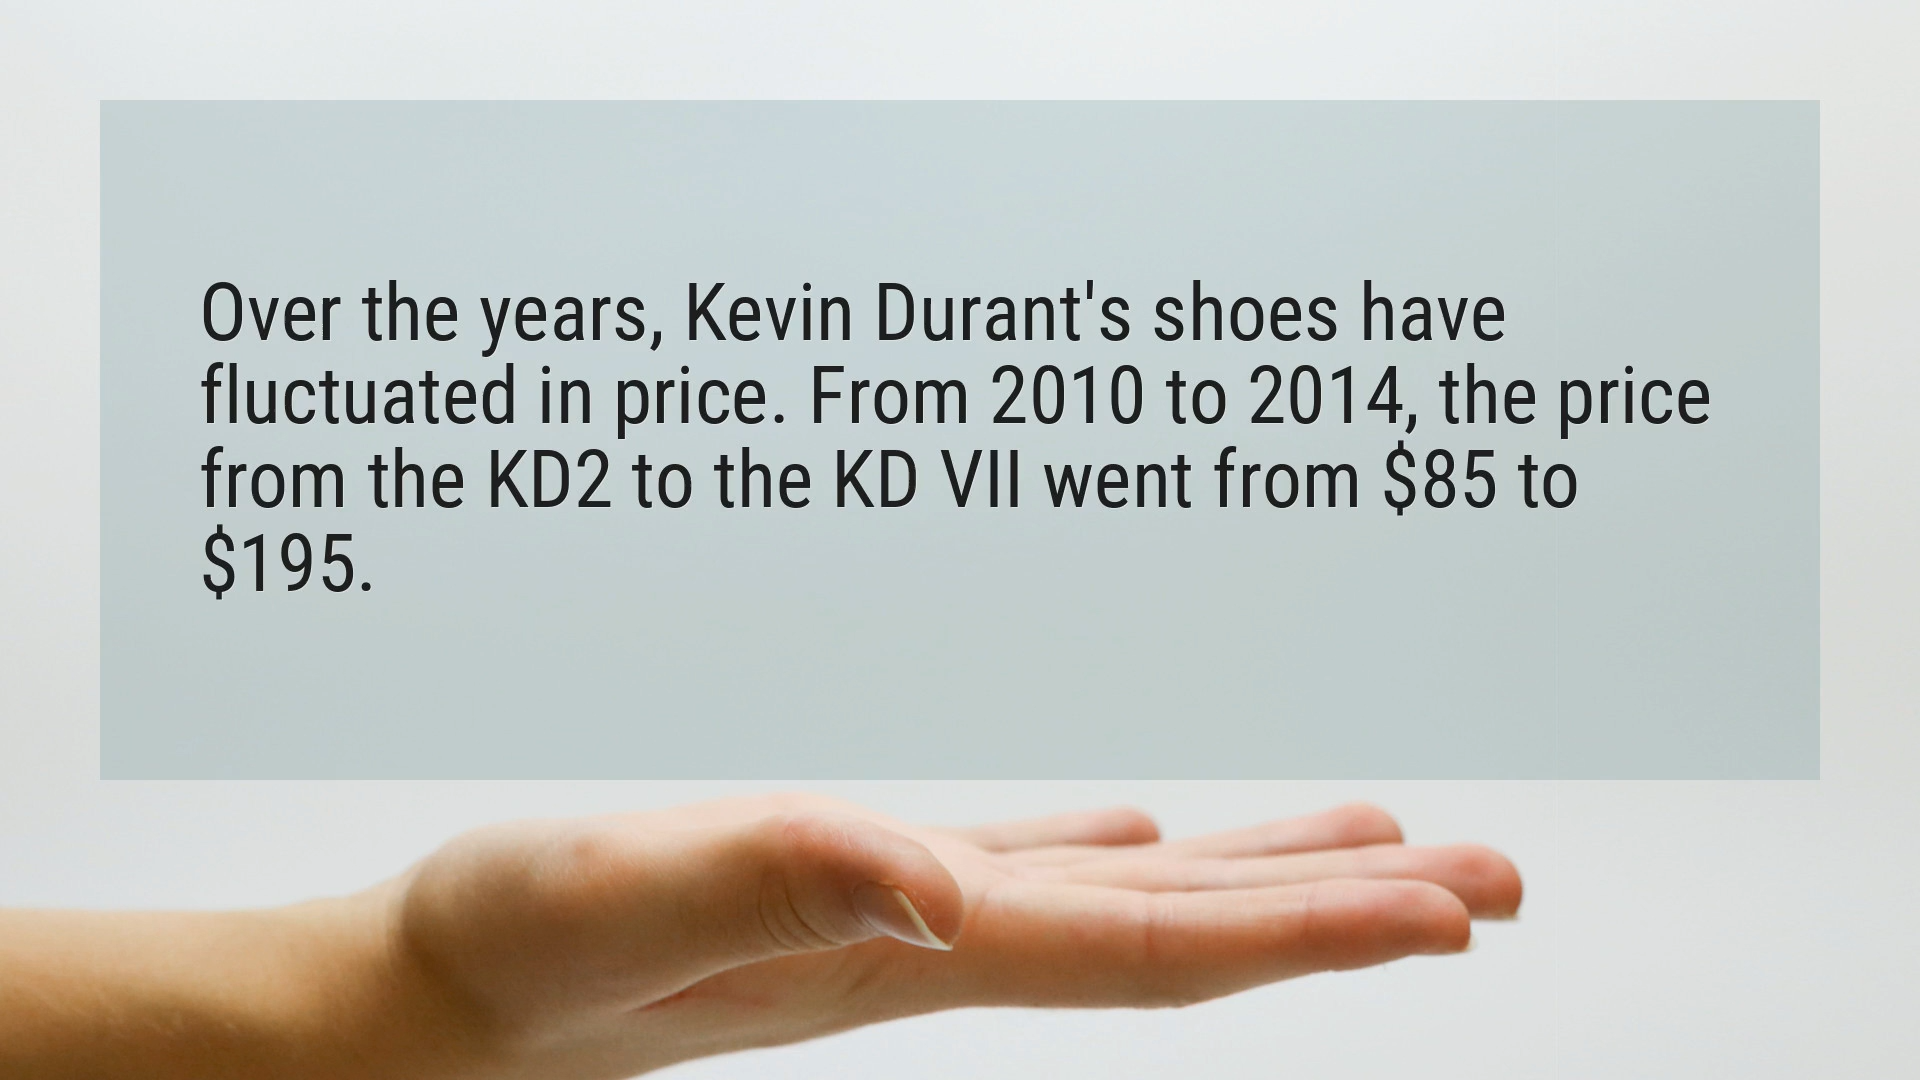 Over the years, Kevin Durant's shoes have
fluctuated in price. From 2010 to 2014, the price
from the KD2 to the KD VII went from $85 to
$195.